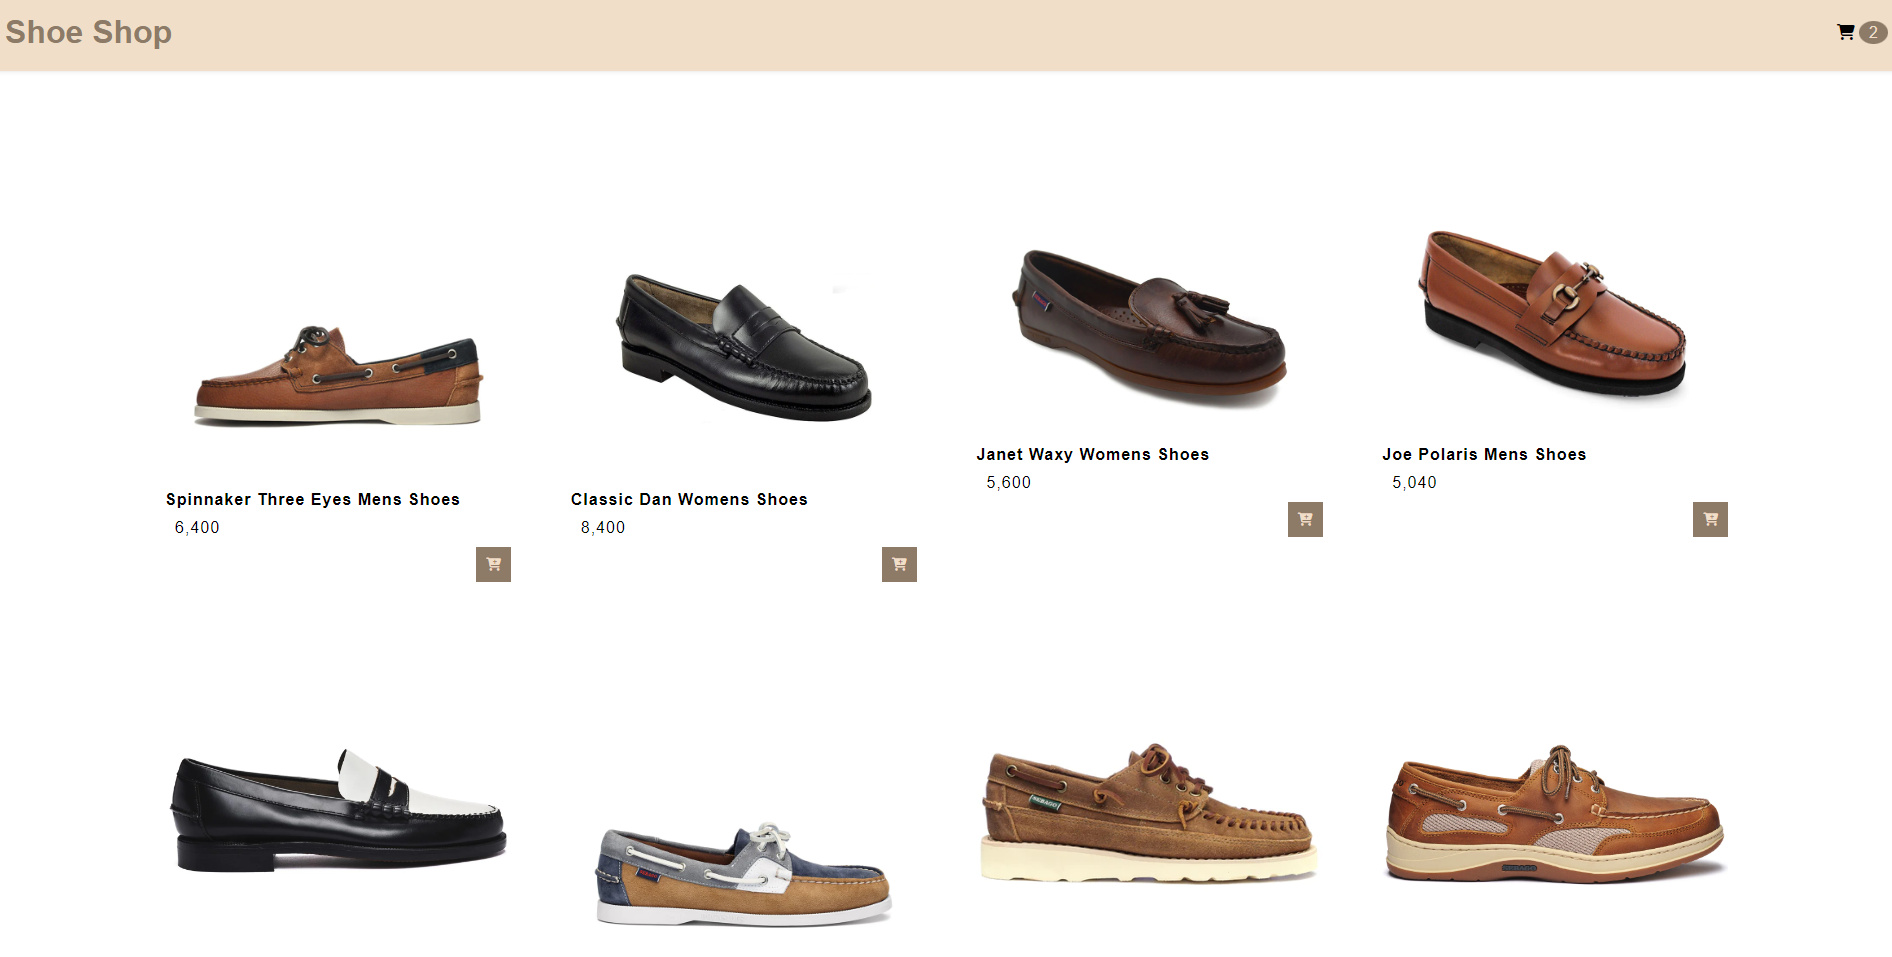 Shoe Shop
2
Janet Waxy Womens Shoes
5,600
Joe Polaris Mens Shoes
5,040
Spinnaker Three Eyes Mens Shoes
6,400
Classic Dan Womens Shoes
8,400
SEBAGO